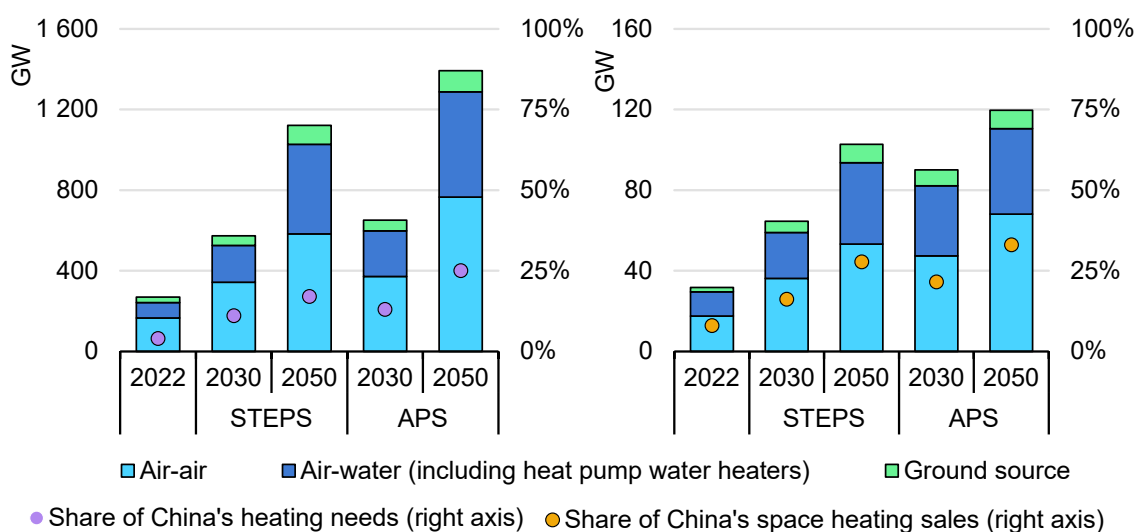 1 600
100%
160
100%
GW
GW
1 200
75%
120
75%
800
50%
80
50%
400
25%
40
25%
0
0%
0
0%
2022
2030
2050
2030
2050
2022
2030
2050
2030
2050
STEPS
APS
STEPS
APS
Air-air
Air-water (including heat pump water heaters)
Ground source
Share of China's heating needs (right axis)
Share of China's space heating sales (right axis)